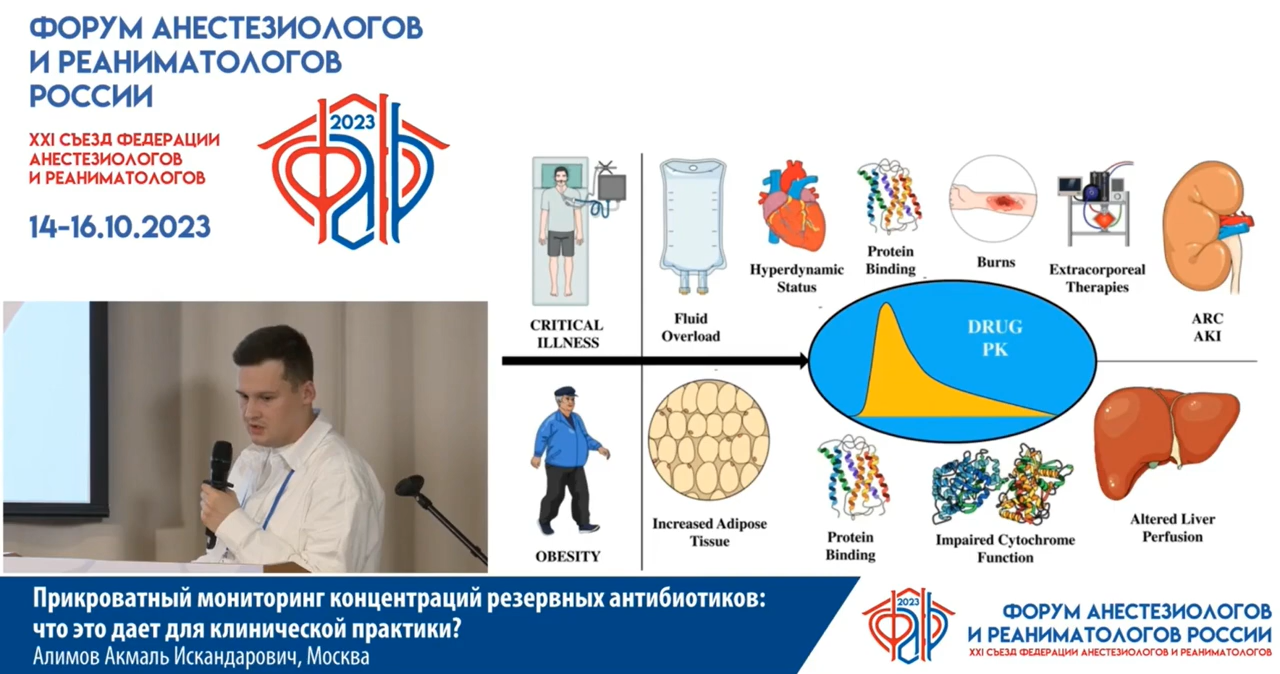 ФОРУМ АНЕСТЕЗИОЛОГОВ
И РЕАНИМАТОЛОГОВ
РОССИИ
XXI СЪЕЗД ФЕДЕРАЦИИ
АНЕСТЕЗИОЛОГОВ
И РЕАНИМАТОЛОГОВ
14-16.10.2023
2023
ФАР
CRITICAL
ILLNESS
Fluid
Overload
Hyperdynamic
Status
Protein
Binding
Burns
Extracorporeal
Therapies
ARC
AKI
DRUG
PK
OBESITY
Increased Adipose
Tissue
Protein
Binding
Impaired Cytochrome
Function
Altered Liver
Perfusion
Прикроватный мониторинг концентраций резервных антибиотиков:
что это дает для клинической практики?
Алимов Акмаль Искандарович, Москва
2023
ФАР
ФОРУМ АНЕСТЕЗИОЛОГОВ
И РЕАНИМАТОЛОГОВ РОССИИ
XXI СЪЕЗД ФЕДЕРАЦИИ АНЕСТЕЗИОЛОГОВ И РЕАНИМАТОЛОГОВ